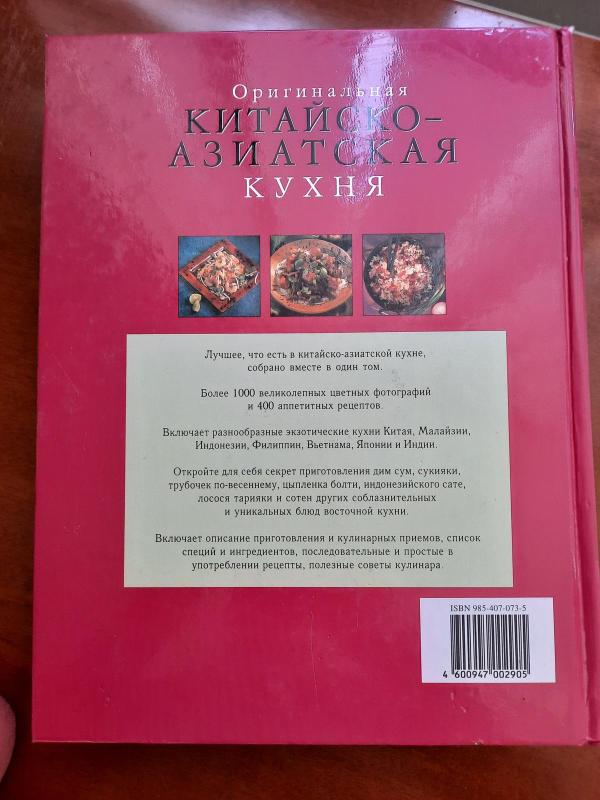 Оригинальная
КИТАЙСКО-
АЗИАТСКАЯ
КУХНЯ
Лучшее, что есть в китайско-азиатской кухне,
собрано вместе в один том.
Более 1000 великолепных цветных фотографий
и 400 аппетитных рецептов.
Включает разнообразные экзотические кухни Китая, Малайзии,
Индонезии, Филиппин, Вьетнама, Японии и Индии.
Откройте для себя секрет приготовления дим сум, сукияки,
трубочек по-весеннему, цыпленка болти, индонезийского сате,
лосося тарияки и сотен других соблазнительных
и уникальных блюд восточной кухни.
Включает описание приготовления и кулинарных приемов, список
специй и ингредиентов, последовательные и простые в
употреблении рецепты, полезные советы кулинара.
ISBN 985-407-073-5
4 600947 002905